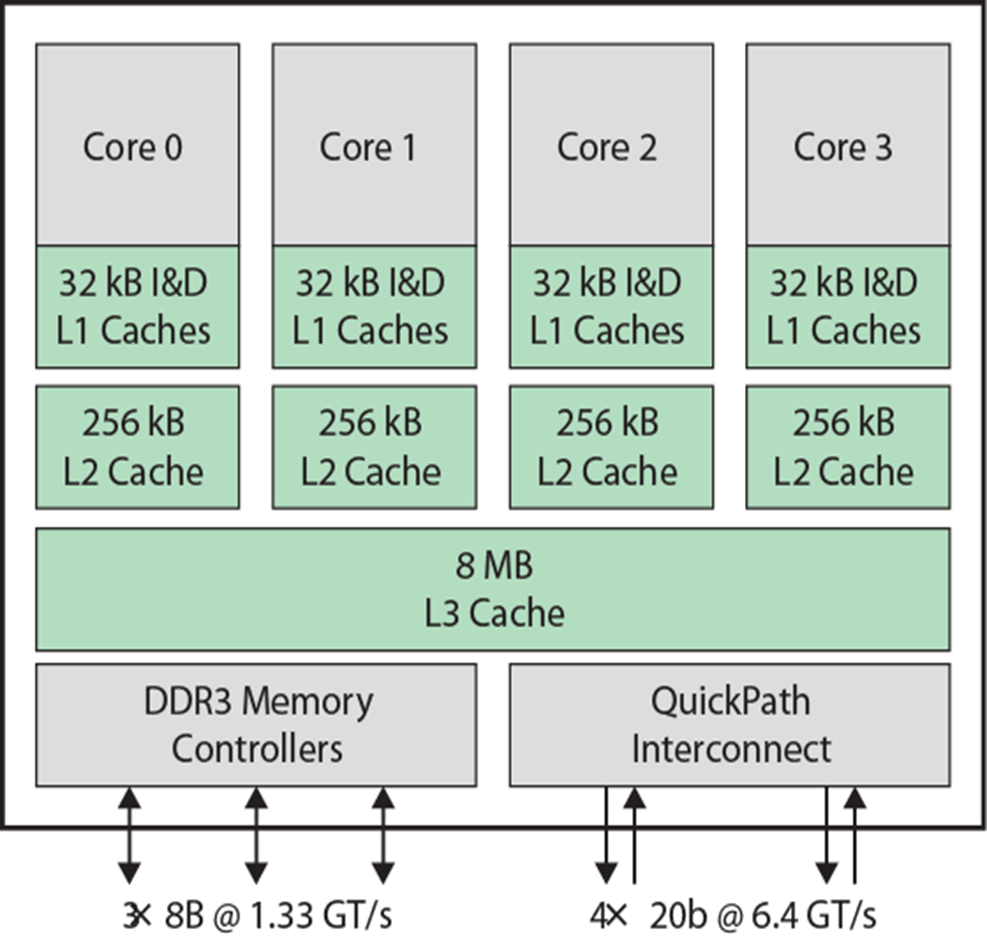 Core 0
Core 1
Core 2
Core 3
32 kB I&D
L1 Caches
32 kB I&D
L1 Caches
32 kB I&D
L1 Caches
32 kB I&D
L1 Caches
256 kB
L2 Cache
256 kB
L2 Cache
256 kB
L2 Cache
256 kB
L2 Cache
8 MB
L3 Cache
DDR3 Memory
Controllers
QuickPath
Interconnect
3× 8B @ 1.33 GT/s
4× 20b @ 6.4 GT/s